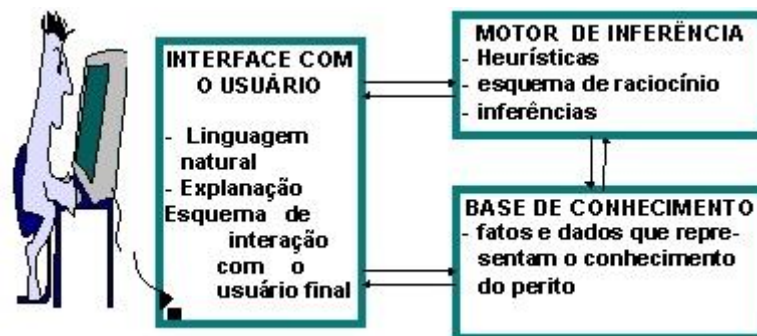 INTERFACE COM
O USUÁRIO
- Linguagem
natural
- Explanação
Esquema de
interação
com o
usuário final
MOTOR DE INFERÊNCIA
- Heurísticas
- esquema de raciocínio
- inferências
BASE DE CONHECIMENTO
- fatos e dados que repre-
sentam o conhecimento
do perito